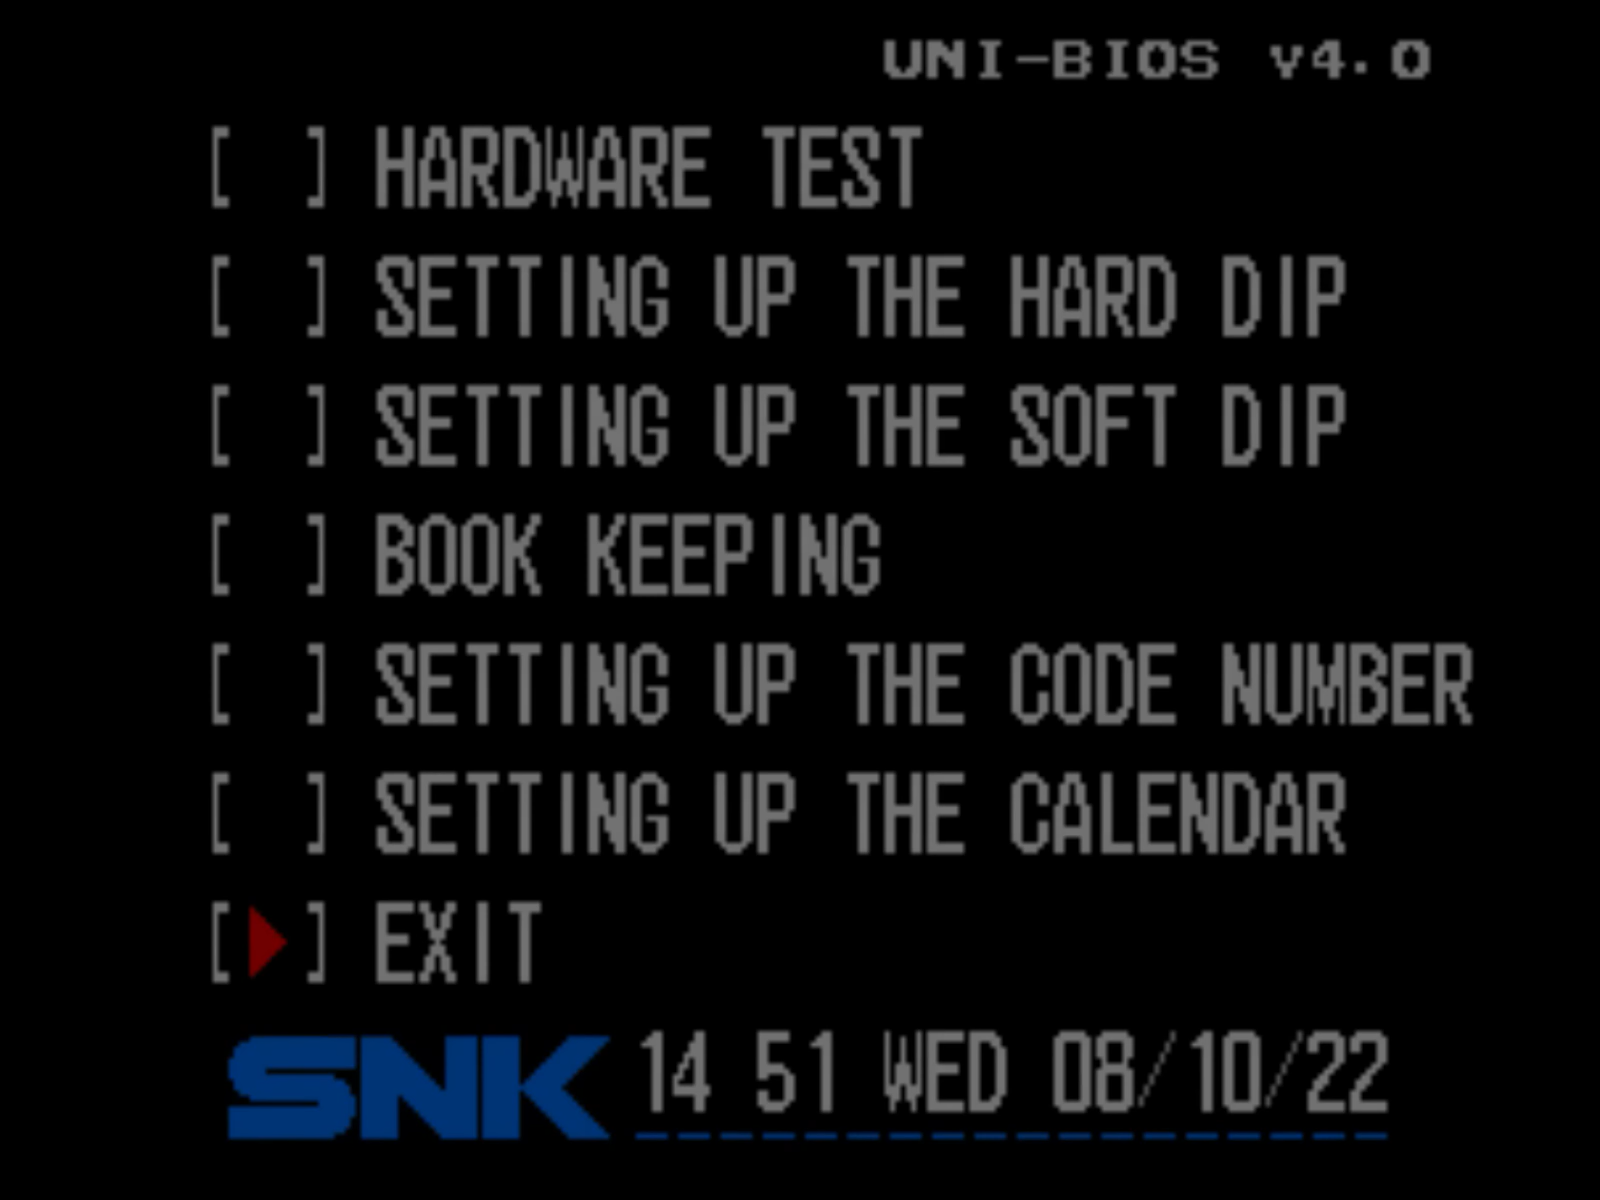 UNI-BIOS v4.0
[ ] HARDWARE TEST
[ ] SETTING UP THE HARD DIP
[ ] SETTING UP THE SOFT DIP
[ ] BOOK KEEPING
[ ] SETTING UP THE CODE NUMBER
[ ] SETTING UP THE CALENDAR
[▶] EXIT
SNK 14 51 WED 08/10/22